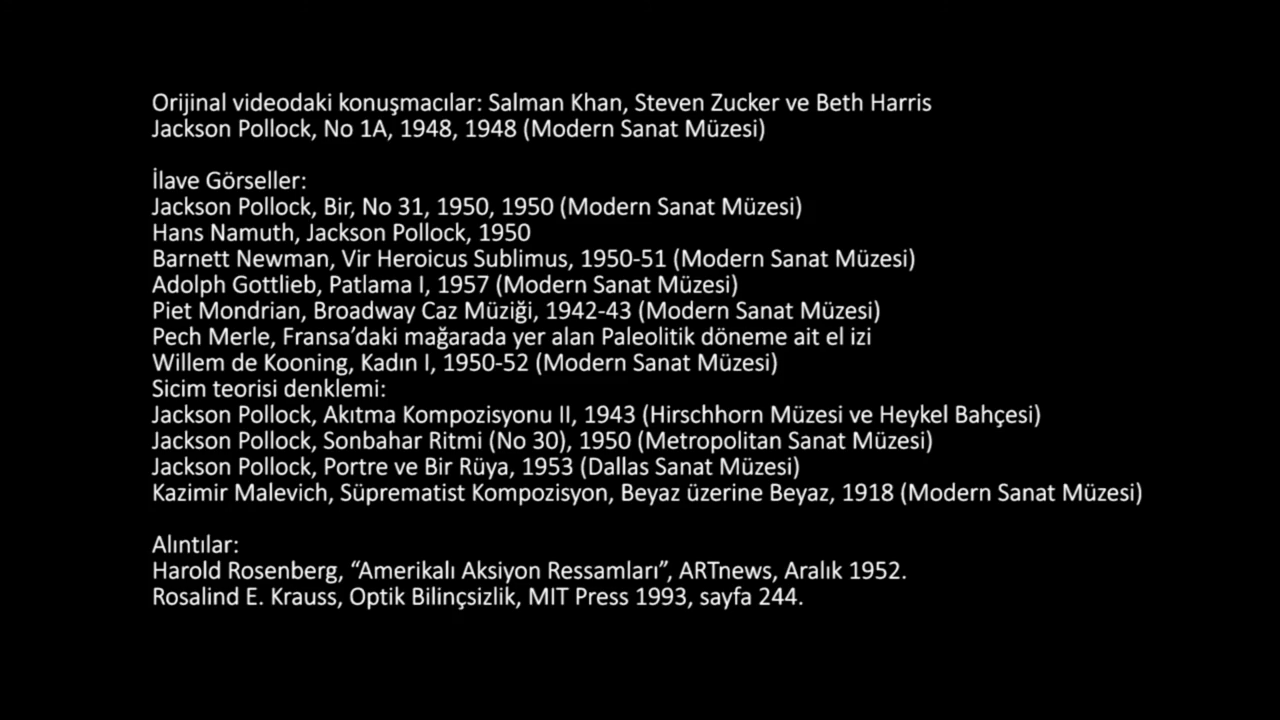 Orijinal videodaki konuşmacılar: Salman Khan, Steven Zucker ve Beth Harris
Jackson Pollock, No 1A, 1948, 1948 (Modern Sanat Müzesi)
İlave Görseller:
Jackson Pollock, Bir, No 31, 1950, 1950 (Modern Sanat Müzesi)
Hans Namuth, Jackson Pollock, 1950
Barnett Newman, Vir Heroicus Sublimus, 1950-51 (Modern Sanat Müzesi)
Adolph Gottlieb, Patlama I, 1957 (Modern Sanat Müzesi)
Piet Mondrian, Broadway Caz Müziği, 1942-43 (Modern Sanat Müzesi)
Pech Merle, Fransa’daki mağarada yer alan Paleolitik döneme ait el izi
Willem de Kooning, Kadın I, 1950-52 (Modern Sanat Müzesi)
Sicim teorisi denklemi:
Jackson Pollock, Akıtma Kompozisyonu II, 1943 (Hirschhorn Müzesi ve Heykel Bahçesi)
Jackson Pollock, Sonbahar Ritmi (No 30), 1950 (Metropolitan Sanat Müzesi)
Jackson Pollock, Portre ve Bir Rüya, 1953 (Dallas Sanat Müzesi)
Kazimir Malevich, Süprematist Kompozisyon, Beyaz üzerine Beyaz, 1918 (Modern Sanat Müzesi)
Alıntılar:
Harold Rosenberg, “Amerikalı Aksiyon Ressamları”, ARTnews, Aralık 1952.
Rosalind E. Krauss, Optik Bilinçsizlik, MIT Press 1993, sayfa 244.